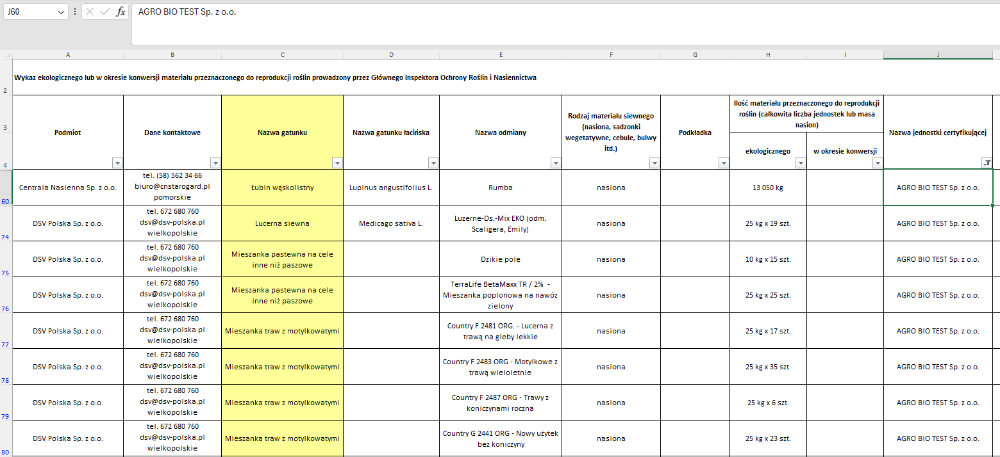 J60
fx
AGRO BIO TEST Sp. z o.o.
A B C D E F G H I J
2
Wykaz ekologicznego lub w okresie konwersji materiału przeznaczonego do reprodukcji roślin prowadzony przez Głównego Inspektora Ochrony Roślin i Nasiennictwa
3
Podmiot
Dane kontaktowe
Nazwa gatunku
Nazwa gatunku łacińska
Nazwa odmiany
Rodzaj materiału siewnego
(nasiona, sadzonki
wegetatywne, cebule, bulwy
itd.)
Podkładka
Ilość materiału przeznaczonego do reprodukcji
roślin (całkowita liczba jednostek lub masa
nasion)
Nazwa jednostki certyfikującej
4
ekologicznego
w okresie konwersji
60
Centrala Nasienna Sp. z o.o.
tel. (58) 562 34 66
biuro@cnstarogard.pl
pomorskie
Łubin wąskolistny
Lupinus angustifolius L.
Rumba
nasiona
13 050 kg
AGRO BIO TEST Sp. z o.o.
74
DSV Polska Sp. z o.o.
tel. 672 680 760
dsv@dsv-polska.pl
wielkopolskie
Lucerna siewna
Medicago sativa L.
Luzerne-Ds.-Mix EKO (odm.
Scaligera, Emily)
nasiona
25 kg x 19 szt.
AGRO BIO TEST Sp. z o.o.
75
DSV Polska Sp. z o.o.
tel. 672 680 760
dsv@dsv-polska.pl
wielkopolskie
Mieszanka pastewna na cele
inne niż paszowe
Dzikie pole
nasiona
10 kg x 15 szt.
AGRO BIO TEST Sp. z o.o.
76
DSV Polska Sp. z o.o.
tel. 672 680 760
dsv@dsv-polska.pl
wielkopolskie
Mieszanka pastewna na cele
inne niż paszowe
TerraLife BetaMaxx TR / 2% -
Mieszanka poplonowa na nawóz
zielony
nasiona
25 kg x 25 szt.
AGRO BIO TEST Sp. z o.o.
77
DSV Polska Sp. z o.o.
tel. 672 680 760
dsv@dsv-polska.pl
wielkopolskie
Mieszanka traw z motylkowatymi
Country F 2481 ORG. - Lucerna z
trawą na gleby lekkie
nasiona
25 kg x 17 szt.
AGRO BIO TEST Sp. z o.o.
78
DSV Polska Sp. z o.o.
tel. 672 680 760
dsv@dsv-polska.pl
wielkopolskie
Mieszanka traw z motylkowatymi
Country F 2483 ORG - Motylkowe z
trawą wieloletnie
nasiona
25 kg x 35 szt.
AGRO BIO TEST Sp. z o.o.
79
DSV Polska Sp. z o.o.
tel. 672 680 760
dsv@dsv-polska.pl
wielkopolskie
Mieszanka traw z motylkowatymi
Country F 2487 ORG - Trawy z
koniczynami roczna
nasiona
25 kg x 6 szt.
AGRO BIO TEST Sp. z o.o.
80
DSV Polska Sp. z o.o.
tel. 672 680 760
dsv@dsv-polska.pl
wielkopolskie
Mieszanka traw z motylkowatymi
Country G 2441 ORG - Nowy użytek
bez koniczyny
nasiona
25 kg x 23 szt.
AGRO BIO TEST Sp. z o.o.